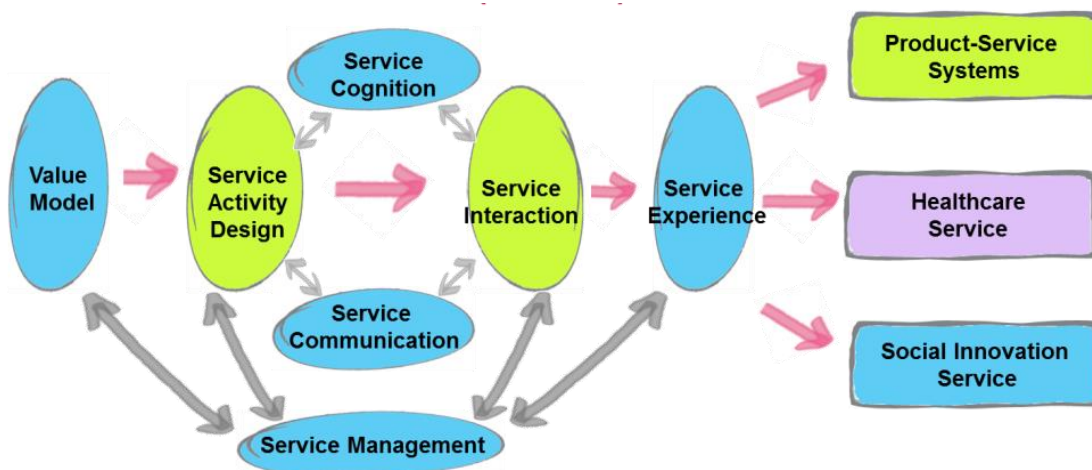 Value
Model
Service
Activity
Design
Service
Cognition
Service
Communication
Service
Interaction
Service
Experience
Service Management
Product-Service
Systems
Healthcare
Service
Social Innovation
Service